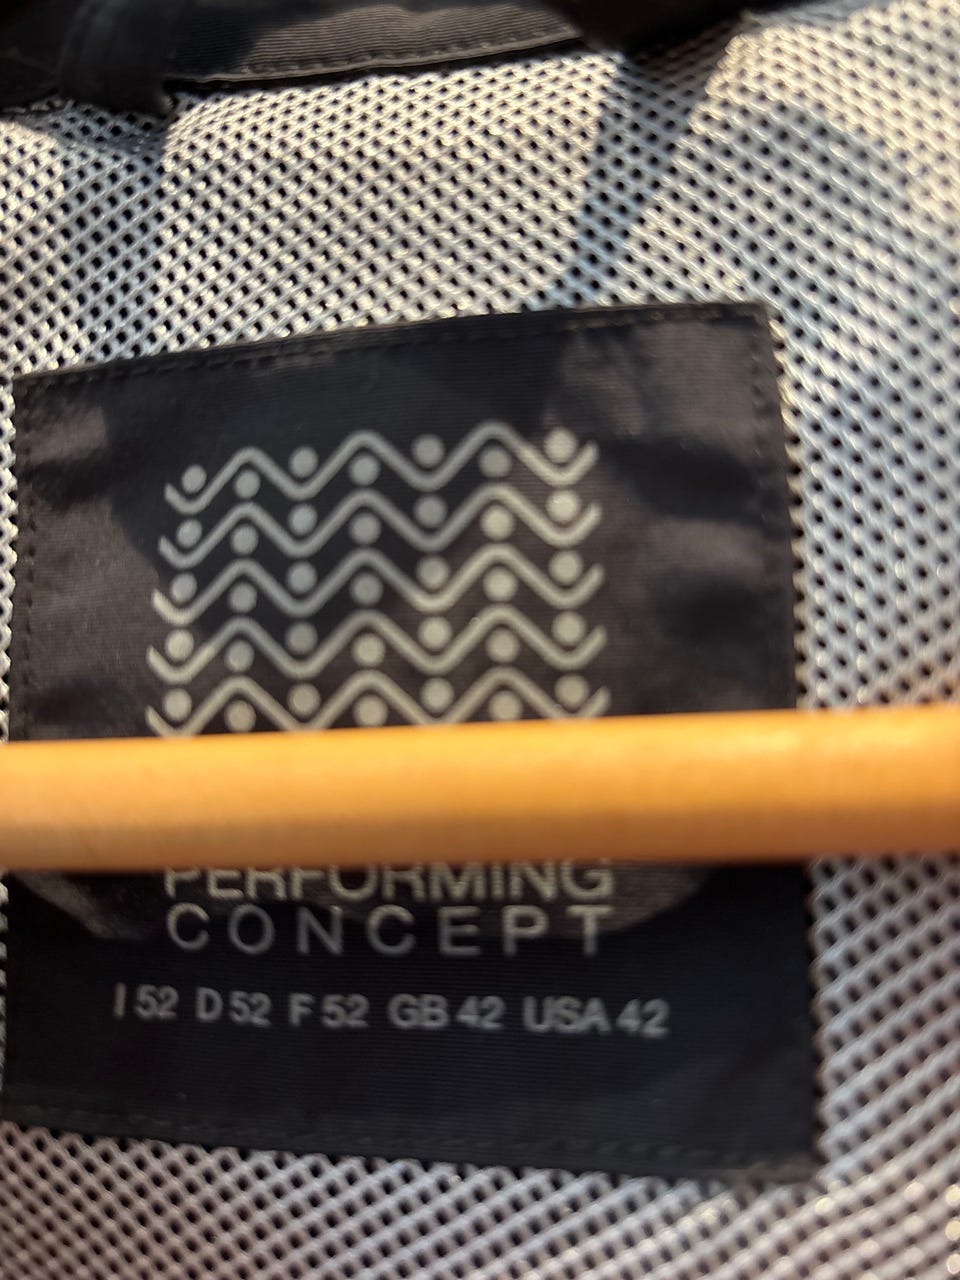 PERFORMING
CONCEPT
I 52 D 52 F 52 GB 42 USA 42